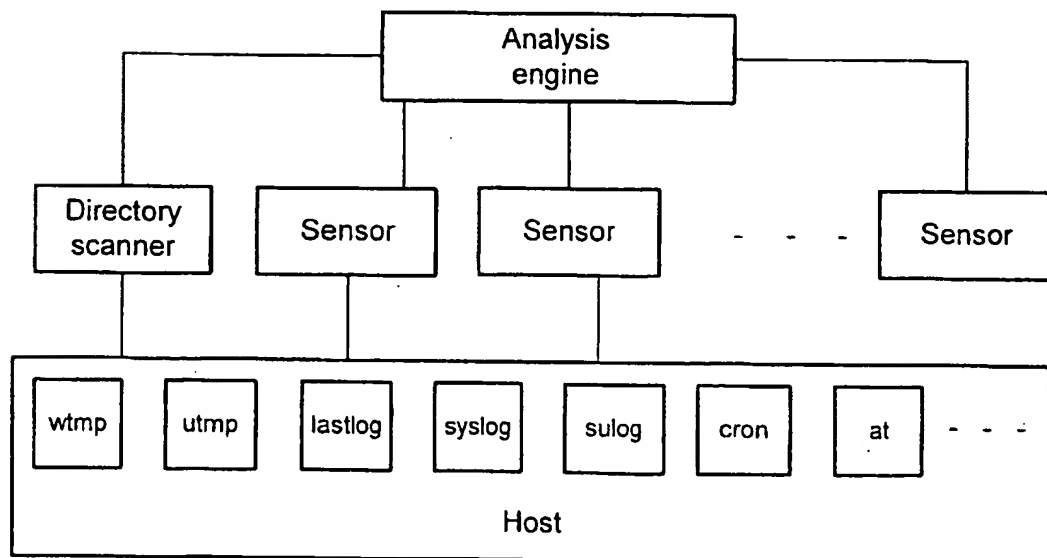 Analysis
engine
Directory
scanner
Sensor
Sensor
Sensor
wtmp
utmp
lastlog
syslog
sulog
cron
at
Host